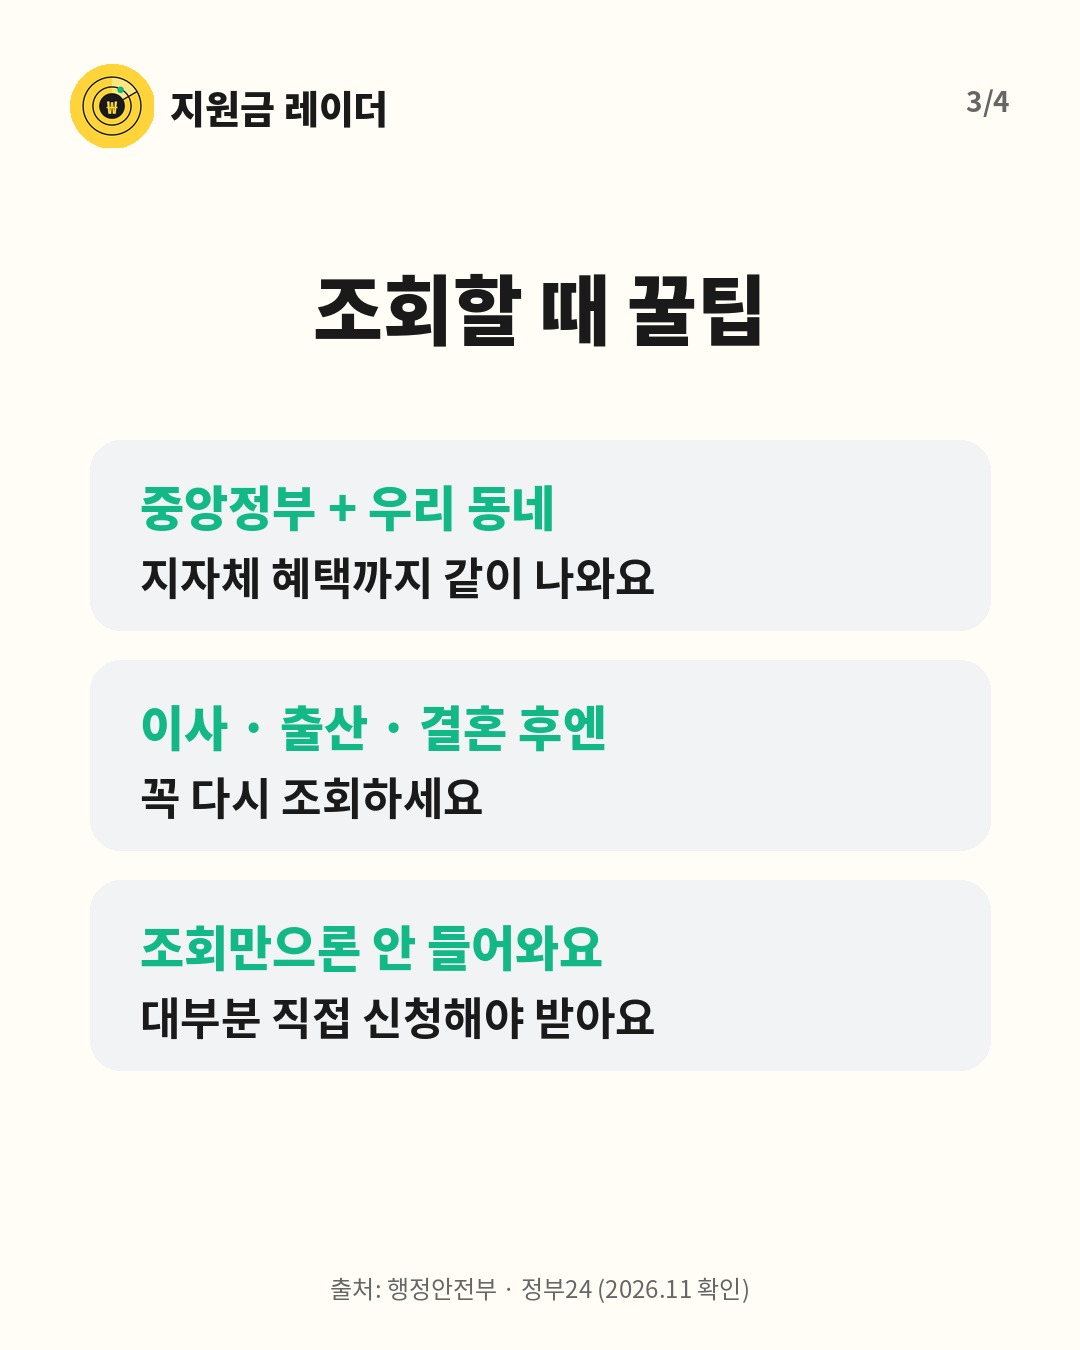 지원금 레이더
3/4
조회할 때 꿀팁
중앙정부 + 우리 동네
지자체 혜택까지 같이 나와요
이사 · 출산 · 결혼 후엔
꼭 다시 조회하세요
조회만으론 안 들어와요
대부분 직접 신청해야 받아요
출처: 행정안전부 · 정부24 (2026.11 확인)